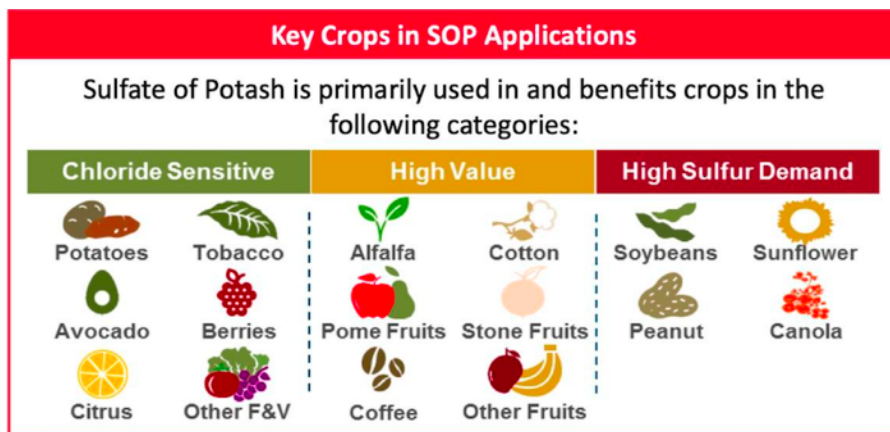 Key Crops in SOP Applications
Sulfate of Potash is primarily used in and benefits crops in the
following categories:
Chloride Sensitive
High Value
High Sulfur Demand
Potatoes
Tobacco
Alfalfa
Cotton
Soybeans
Sunflower
Avocado
Berries
Pome Fruits
Stone Fruits
Peanut
Canola
Citrus
Other F&V
Coffee
Other Fruits